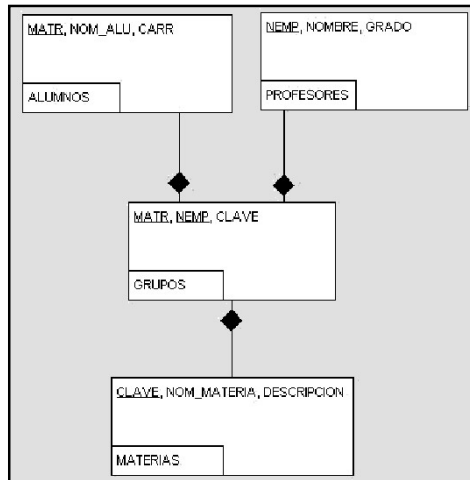 MATR, NOM_ALU, CARR
ALUMNOS
NEMP, NOMBRE, GRADO
PROFESORES
MATR, NEMP, CLAVE
GRUPOS
CLAVE, NOM_MATERIA, DESCRIPCION
MATERIAS